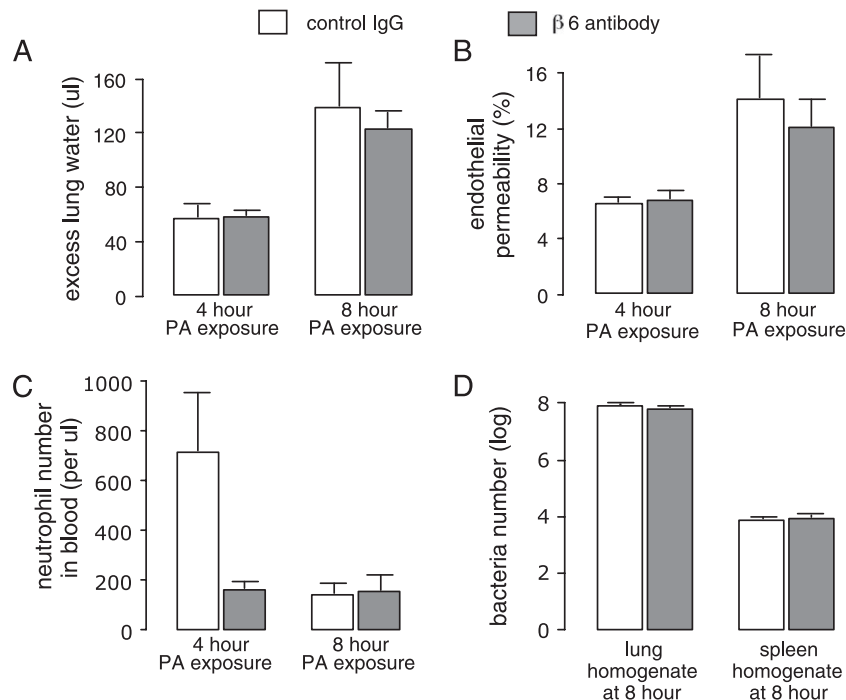 control IgG
β6 antibody
A
excess lung water (ul)
160
120
80
40
0
4 hour
PA exposure
8 hour
PA exposure
B
endothelial
permeability (%)
16
12
8
4
0
4 hour
PA exposure
8 hour
PA exposure
C
neutrophil number
in blood (per ul)
1000
800
600
400
200
0
4 hour
PA exposure
8 hour
PA exposure
D
bacteria number (log)
8
6
4
2
0
lung
homogenate
at 8 hour
spleen
homogenate
at 8 hour